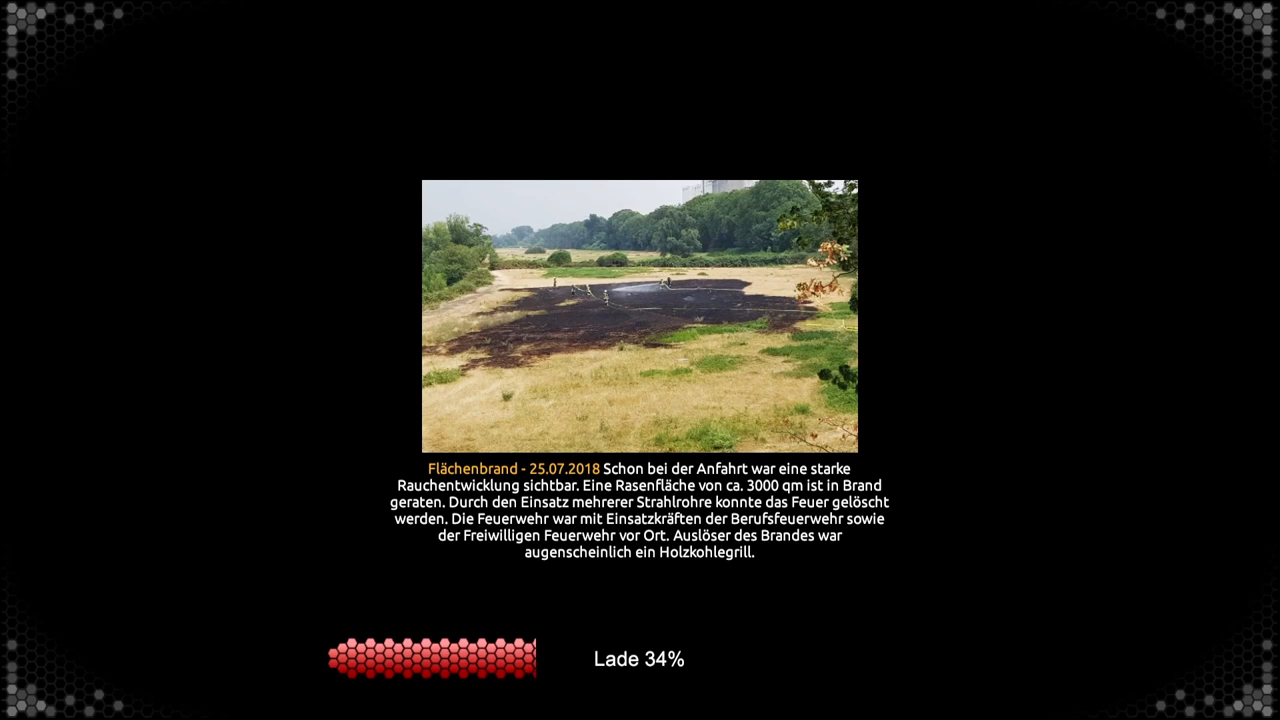 Flächenbrand - 25.07.2018 Schon bei der Anfahrt war eine starke
Rauchentwicklung sichtbar. Eine Rasenfläche von ca. 3000 qm ist in Brand
geraten. Durch den Einsatz mehrerer Strahlrohre konnte das Feuer gelöscht
werden. Die Feuerwehr war mit Einsatzkräften der Berufsfeuerwehr sowie
der Freiwilligen Feuerwehr vor Ort. Auslöser des Brandes war
augenscheinlich ein Holzkohlegrill.
Lade 34%